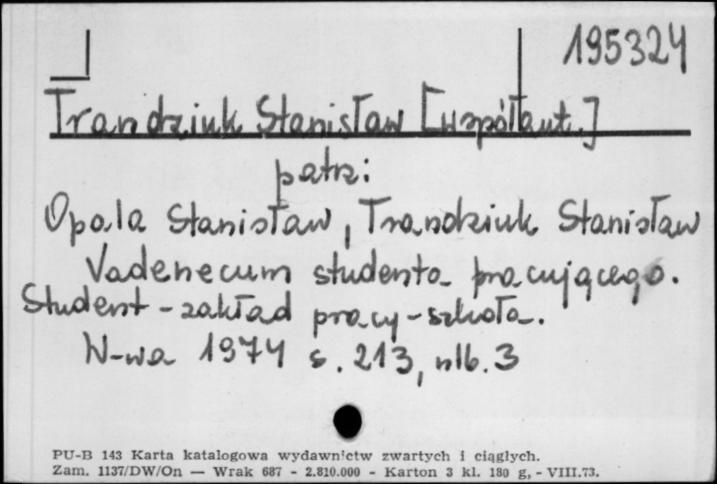 195324
Trandziuk Stanisław [współaut.]
patrz:
Opala Stanisław, Trandziuk Stanisław
Vademecum studenta pracującego.
Student - zakład pracy - szkoła.
W-wa 1974 s. 213, nlb. 3
PU-B 143 Karta katalogowa wydawnictw zwartych i ciągłych.
Zam. 1137/DW/On — Wrak 687 - 2.810.000 - Karton 3 kl. 180 g, - VIII.73.